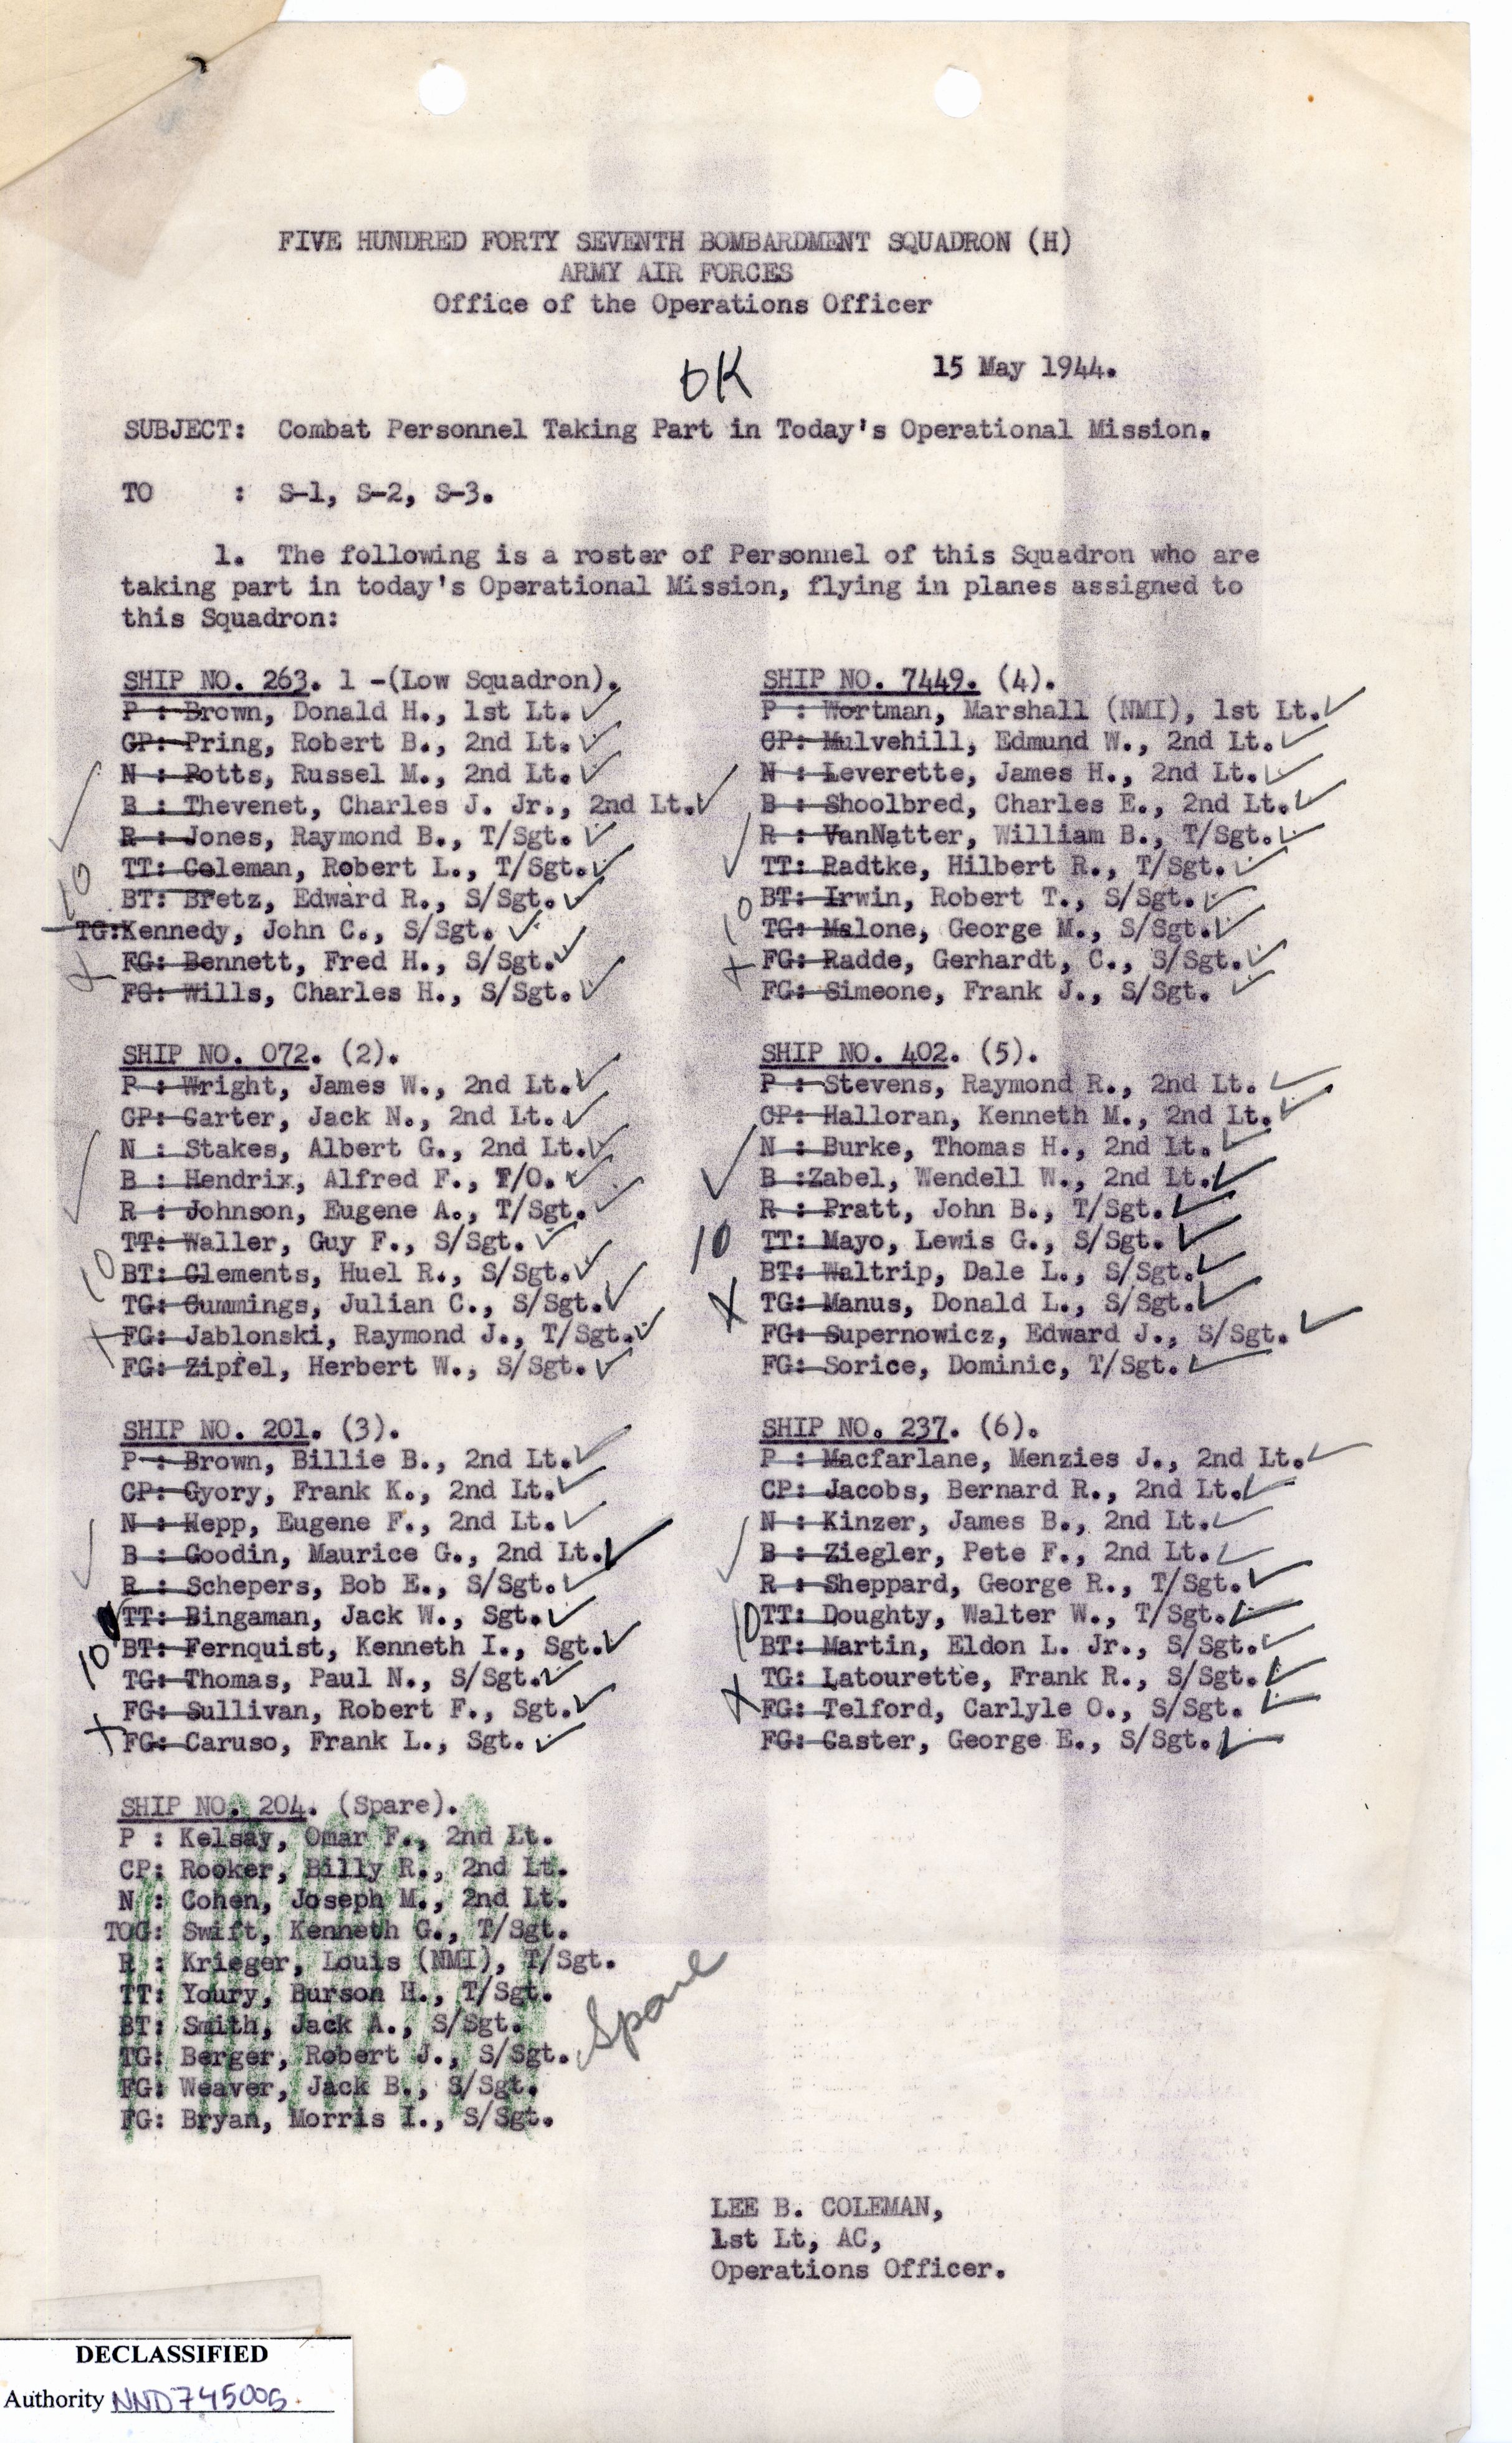 FIVE HUNDRED FORTY SEVENTH BOMBARDMENT SQUADRON (H)
ARMY AIR FORCES
Office of the Operations Officer
OK
15 May 1944.
SUBJECT: Combat Personnel Taking Part in Today's Operational Mission.
TO : S-1, S-2, S-3.
1. The following is a roster of Personnel of this Squadron who are
taking part in today's Operational Mission, flying in planes assigned to
this Squadron:
SHIP NO. 263. 1 -(Low Squadron).
P : Brown, Donald H., 1st Lt.
CP: Pring, Robert B., 2nd Lt.
N : Potts, Russel M., 2nd Lt.
B : Thevenet, Charles J. Jr., 2nd Lt.
R : Jones, Raymond B., T/Sgt.
TT: Coleman, Robert L., T/Sgt.
BT: Bretz, Edward R., S/Sgt.
TG:Kennedy, John C., S/Sgt.
FG: Bennett, Fred H., S/Sgt.
FG: Wills, Charles H., S/Sgt.
10
SHIP NO. 072. (2).
P : Wright, James W., 2nd Lt.
CP: Carter, Jack N., 2nd Lt.
N : Stakes, Albert G., 2nd Lt.
B : Hendrix, Alfred F., F/O.
R : Johnson, Eugene A., T/Sgt.
TT: Waller, Guy F., S/Sgt.
BT: Clements, Huel R., S/Sgt.
TG: Cummings, Julian C., S/Sgt.
FG: Jablonski, Raymond J., T/Sgt.
FG: Zipfel, Herbert W., S/Sgt.
10
SHIP NO. 201. (3).
P : Brown, Billie B., 2nd Lt.
CP: Gyory, Frank K., 2nd Lt.
N : Hepp, Eugene F., 2nd Lt.
B : Goodin, Maurice G., 2nd Lt.
R : Schepers, Bob E., S/Sgt.
TT: Bingaman, Jack W., Sgt.
BT: Fernquist, Kenneth I., Sgt.
TG: Thomas, Paul N., S/Sgt.
FG: Sullivan, Robert F., Sgt.
FG: Caruso, Frank L., Sgt.
10
SHIP NO. 204. (Spare).
P : Kelsay, Omar F., 2nd Lt.
CP: Rooker, Billy R., 2nd Lt.
N : Cohen, Joseph M., 2nd Lt.
TOG: Swift, Kenneth G., T/Sgt.
R : Krieger, Louis (NMI), T/Sgt.
TT: Youry, Burson H., T/Sgt.
BT: Smith, Jack A., S/Sgt.
TG: Berger, Robert J., S/Sgt.
FG: Weaver, Jack B., S/Sgt.
FG: Bryan, Morris I., S/Sgt.
Spare
SHIP NO. 7449. (4).
P : Wortman, Marshall (NMI), 1st Lt.
CP: Mulvehill, Edmund W., 2nd Lt.
N : Leverette, James H., 2nd Lt.
B : Shoolbred, Charles E., 2nd Lt.
R : VanNatter, William B., T/Sgt.
TT: Radtke, Hilbert R., T/Sgt.
BT: Irwin, Robert T., S/Sgt.
TG: Malone, George M., S/Sgt.
FG: Radde, Gerhardt, C., S/Sgt.
FG: Simeone, Frank J., S/Sgt.
10
SHIP NO. 402. (5).
P : Stevens, Raymond R., 2nd Lt.
CP: Halloran, Kenneth M., 2nd Lt.
N : Burke, Thomas H., 2nd Lt.
B :Zabel, Wendell W., 2nd Lt.
R : Pratt, John B., T/Sgt.
TT: Mayo, Lewis G., S/Sgt.
BT: Waltrip, Dale L., S/Sgt.
TG: Manus, Donald L., S/Sgt.
FG: Supernowicz, Edward J., S/Sgt.
FG: Sorice, Dominic, T/Sgt.
10
SHIP NO. 237. (6).
P : Macfarlane, Menzies J., 2nd Lt.
CP: Jacobs, Bernard R., 2nd Lt.
N : Kinzer, James B., 2nd Lt.
B : Ziegler, Pete F., 2nd Lt.
R : Sheppard, George R., T/Sgt.
TT: Doughty, Walter W., T/Sgt.
BT: Martin, Eldon L. Jr., S/Sgt.
TG: Latourette, Frank R., S/Sgt.
FG: Telford, Carlyle O., S/Sgt.
FG: Caster, George E., S/Sgt.
10
LEE B. COLEMAN,
1st Lt, AC,
Operations Officer.
DECLASSIFIED
Authority NND745005